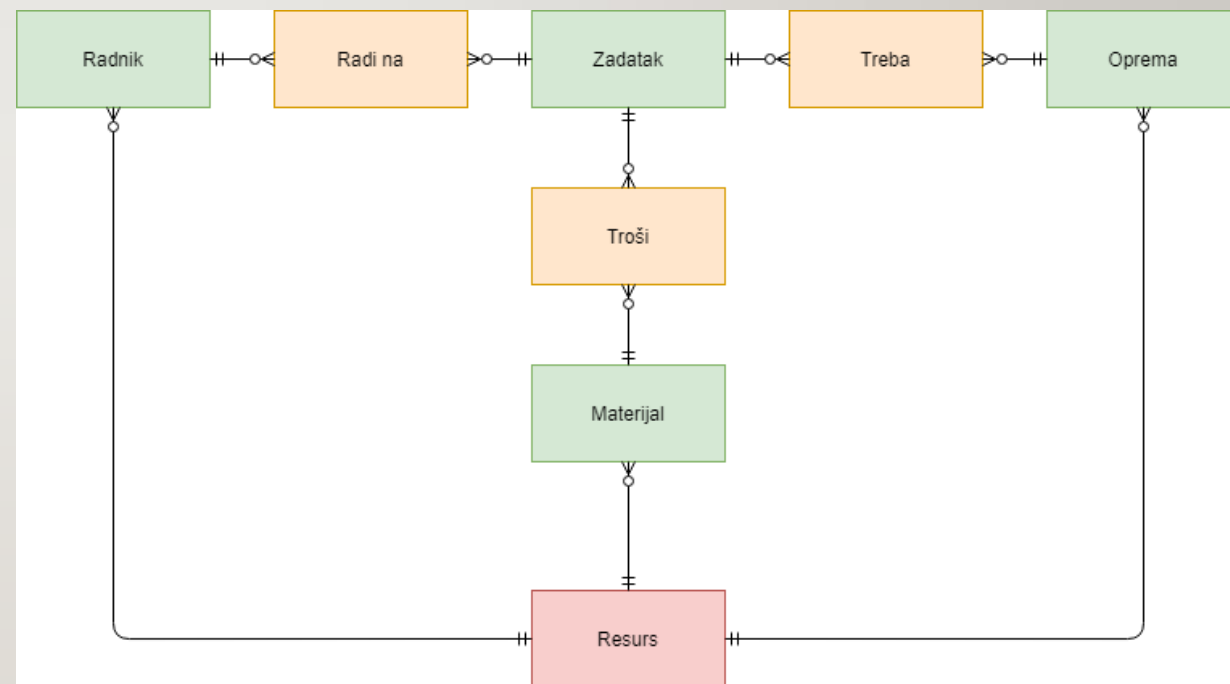 Radnik
Radi na
Zadatak
Treba
Oprema
Troši
Materijal
Resurs